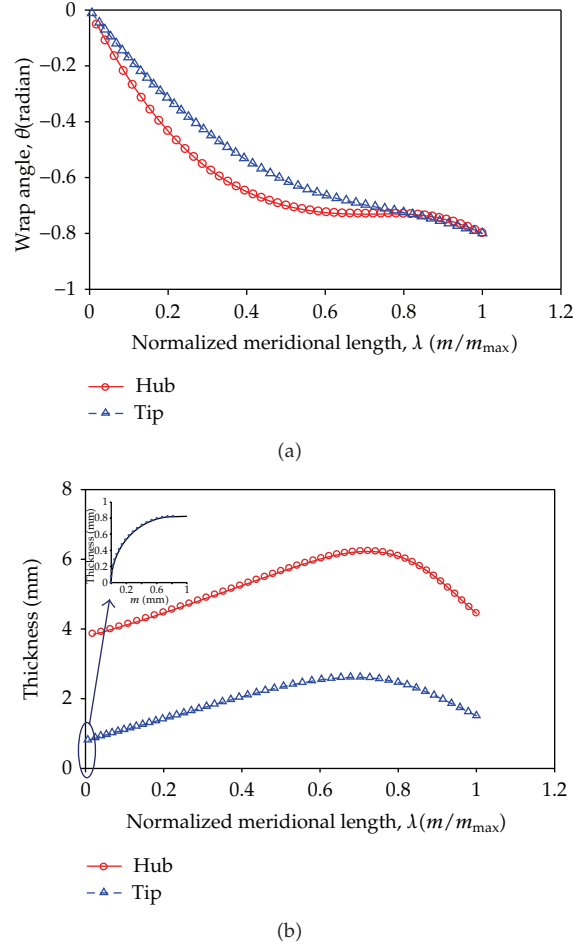 0
−0.2
−0.4
−0.6
−0.8
−1
Wrap angle, θ(radian)
0 0.2 0.4 0.6 0.8 1 1.2
Normalized meridional length, λ (m/mmax)
Hub
Tip
(a)
8
6
4
2
0
Thickness (mm)
1
0.8
0.6
0.4
0.2
0
Thickness (mm)
0.2 0.6 1
m (mm)
0 0.2 0.4 0.6 0.8 1 1.2
Normalized meridional length, λ(m/mmax)
Hub
Tip
(b)